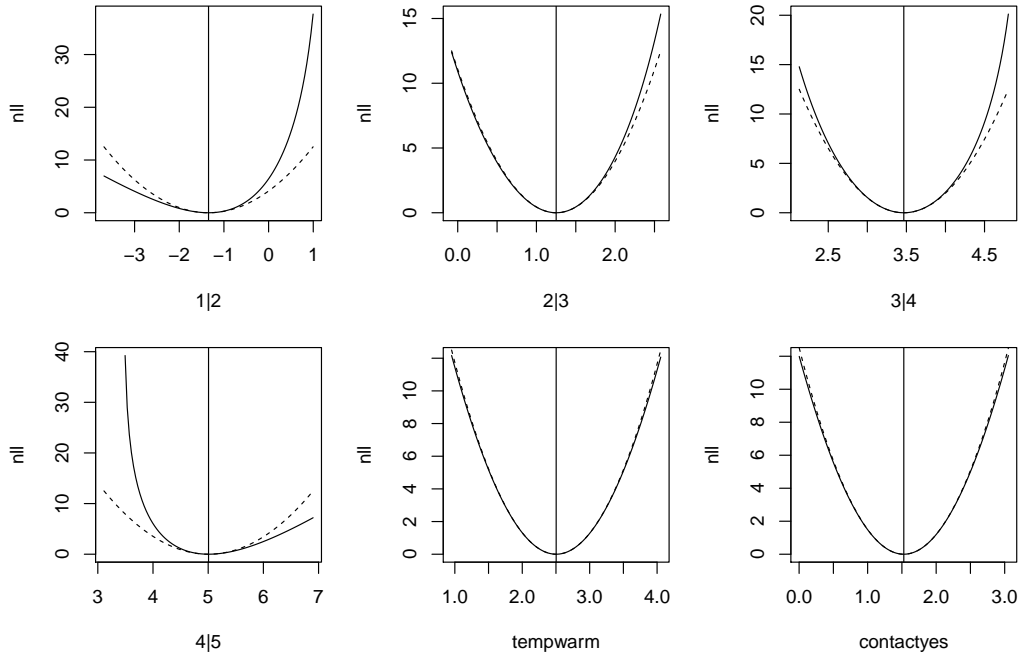 nll
0 10 20 30
−3 −2 −1 0 1
1|2
nll
0 5 10 15
0.0 1.0 2.0
2|3
nll
0 5 10 15 20
2.5 3.5 4.5
3|4
nll
0 10 20 30 40
3 4 5 6 7
4|5
nll
0 2 4 6 8 10
1.0 2.0 3.0 4.0
tempwarm
nll
0 2 4 6 8 10
0.0 1.0 2.0 3.0
contactyes